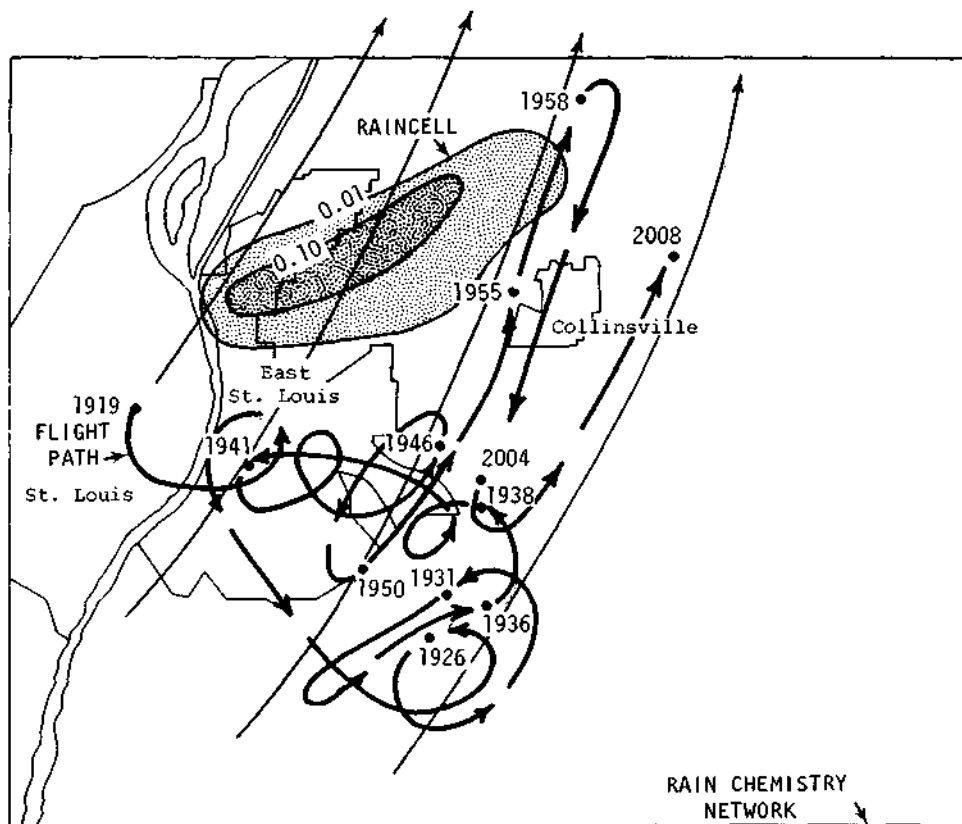 1958
RAINCELL
0.01
2008
0.10
1955
Collinsville
East
St. Louis
1919
FLIGHT
PATH
1941
1946
2004
St. Louis
1938
1950
1931
1936
1926
RAIN CHEMISTRY
NETWORK